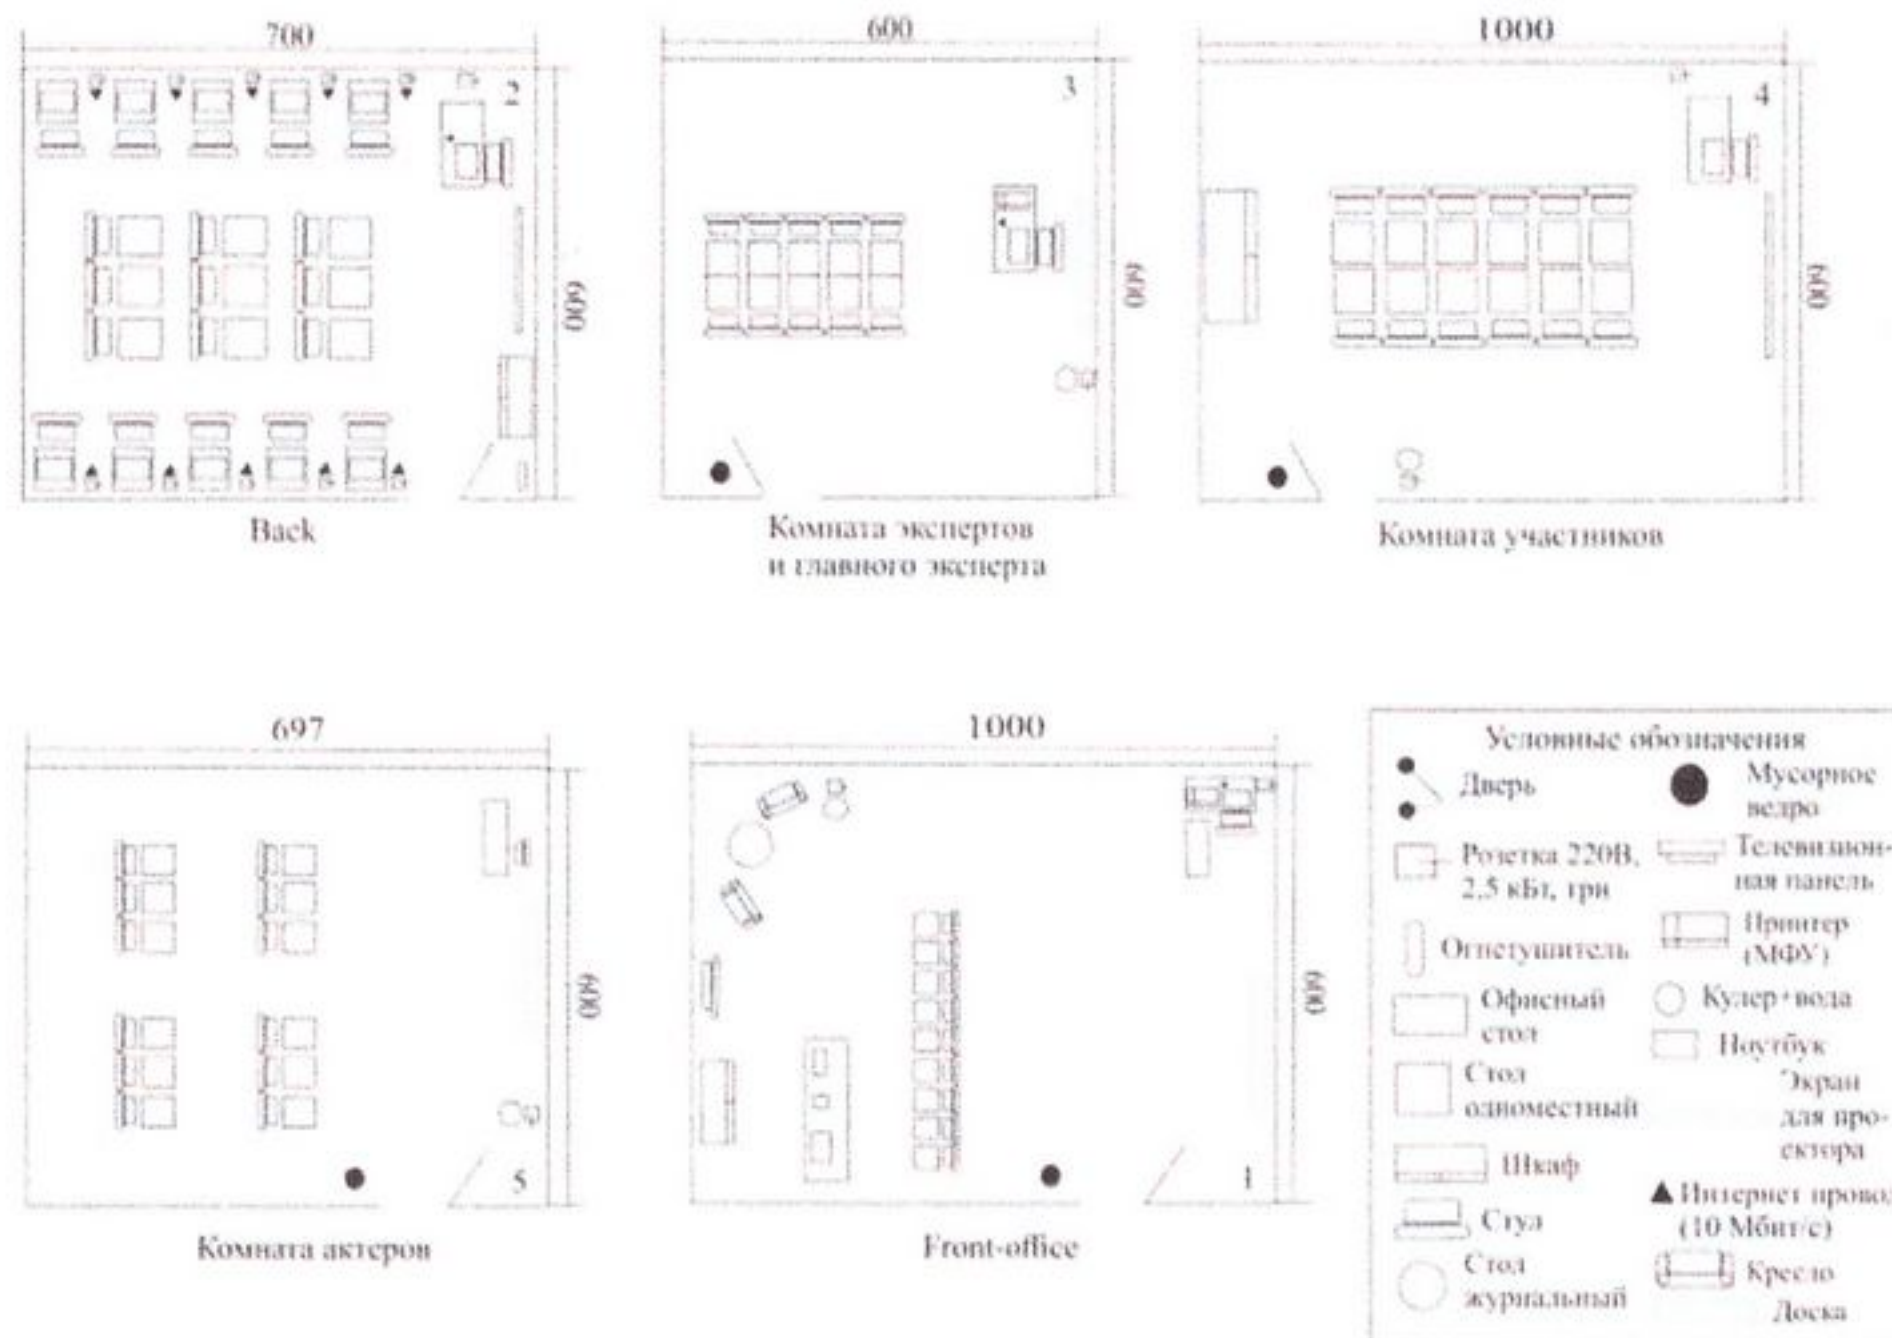 700
600
1000
2
3
4
600
600
600
Back
Комната экспертов
и главного эксперта
Комната участников
697
1000
600
600
5
1
Комната актеров
Front-office
Условные обозначения
Дверь
Розетка 220В,
2,5 кВт, три
Огнетушитель
Офисный
стол
Стол
одноместный
Шкаф
Стул
Стол
журнальный
Мусорное
ведро
Телевизион-
ная панель
Принтер
(МФУ)
Кулер+вода
Ноутбук
Экран
для про-
ектора
Интернет провод
(10 Мбит/с)
Кресло
Доска